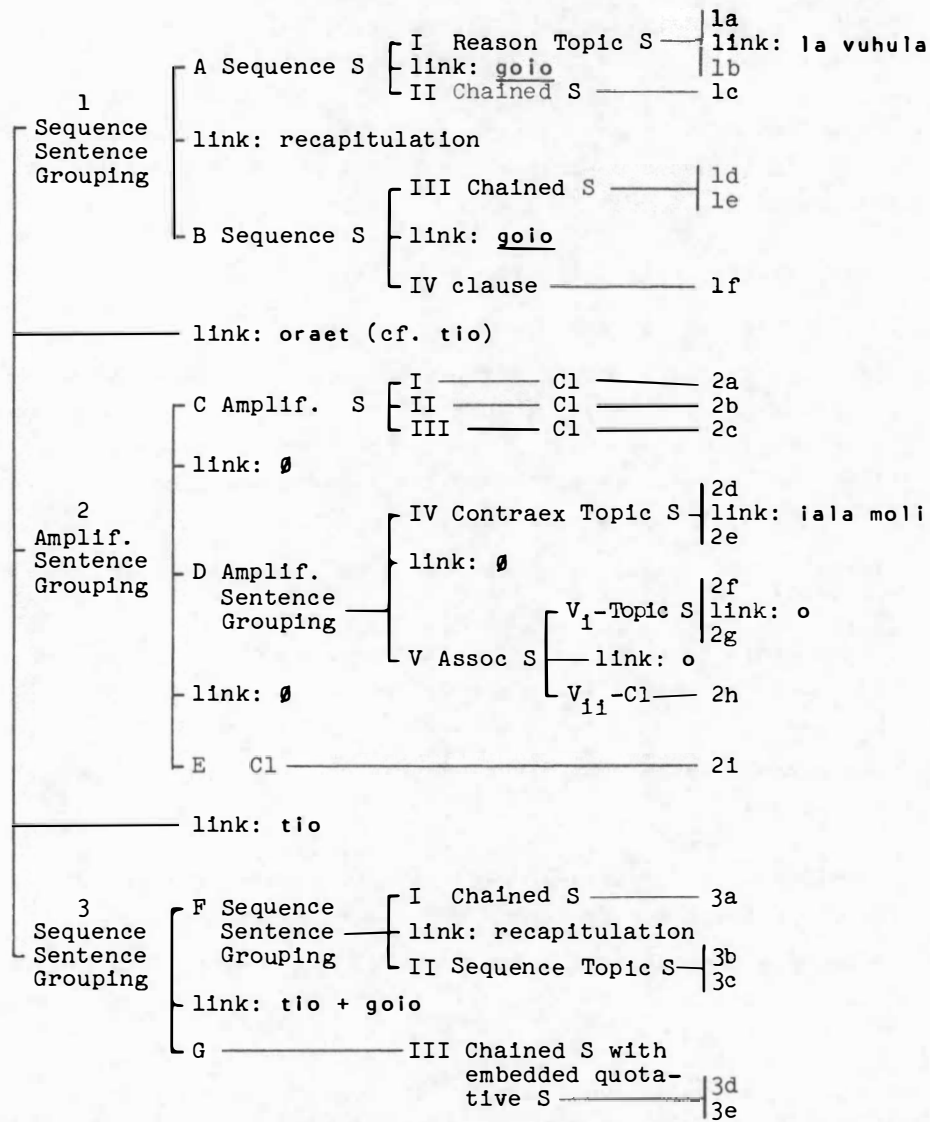 1a
I Reason Topic S link: la vuhula
A Sequence S link: goio 1b
II Chained S 1c
1
Sequence
Sentence
Grouping
link: recapitulation
III Chained S 1d
1e
B Sequence S link: goio
IV clause 1f
link: oraet (cf. tio)
I Cl 2a
C Amplif. S II Cl 2b
III Cl 2c
link: ø
2
Amplif.
Sentence
Grouping
2d
IV Contraex Topic S link: iala moli
2e
link: ø
D Amplif.
Sentence
Grouping
2f
Vi-Topic S link: o
2g
V Assoc S link: o
link: ø Vii-Cl 2h
E Cl 2i
link: tio
3
Sequence
Sentence
Grouping
I Chained S 3a
F Sequence
Sentence
Grouping
link: recapitulation
II Sequence Topic S 3b
3c
link: tio + goio
G III Chained S with
embedded quota-
tive S 3d
3e